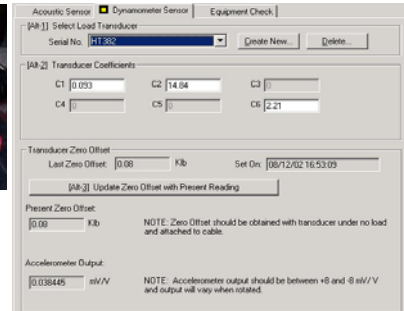 Acoustic Sensor Dynamometer Sensor Equipment Check
[Alt-1] Select Load Transducer
Serial No. HT382 Create New... Delete...
[Alt-2] Transducer Coefficients
C1 0.093 C2 14.84 C3 0
C4 0 C5 0 C6 2.21
Transducer Zero Offset
Last Zero Offset: 0.08 Klb Set On: 08/12/02 16:53:09
[Alt-3] Update Zero Offset with Present Reading
Present Zero Offset:
0.08 Klb NOTE: Zero Offset should be obtained with transducer under no load
and attached to cable.
Accelerometer Output:
0.038445 mV/V NOTE: Accelerometer output should be between +8 and -8 mV/V
and output will vary when rotated.